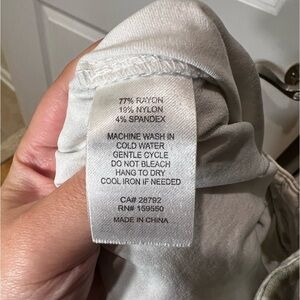 77% RAYON
19% NYLON
4% SPANDEX
MACHINE WASH IN
COLD WATER
GENTLE CYCLE
DO NOT BLEACH
HANG TO DRY
COOL IRON IF NEEDED
CA# 28792
RN# 159550
MADE IN CHINA